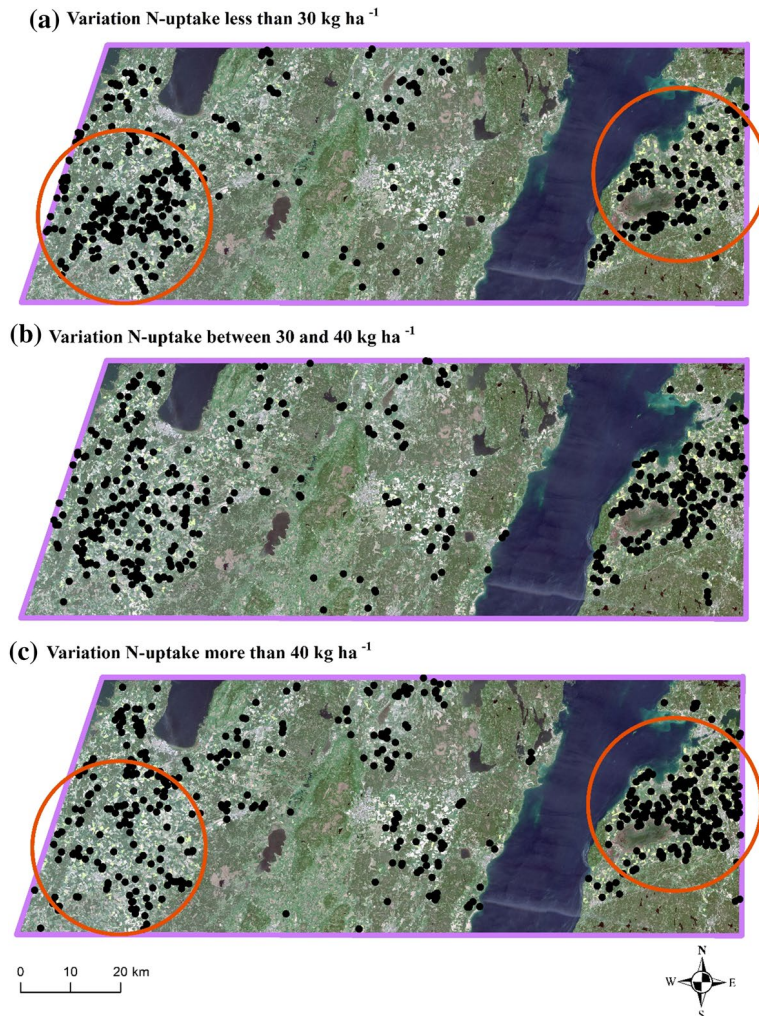 (a) Variation N-uptake less than 30 kg ha -1
(b) Variation N-uptake between 30 and 40 kg ha -1
(c) Variation N-uptake more than 40 kg ha -1
0 10 20 km
N
W E
S